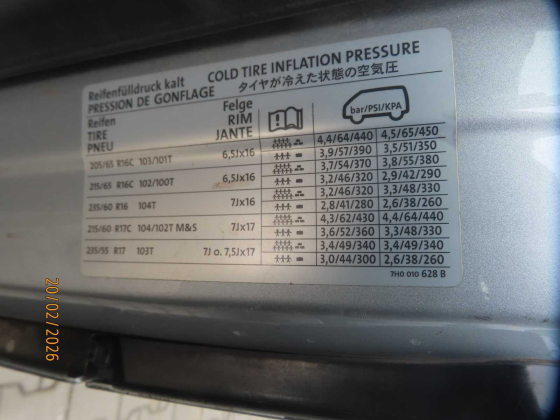 Reifenfülldruck kalt COLD TIRE INFLATION PRESSURE
PRESSION DE GONFLAGE タイヤが冷えた状態の空気圧
Reifen Felge
TIRE RIM
PNEU JANTE
bar/PSI/KPA
205/65 R16C 103/101T 6,5Jx16 4,4/64/440 4,5/65/450
3,9/57/390 3,5/51/350
215/65 R16C 102/100T 6,5Jx16 3,7/54/370 3,8/55/380
3,2/46/320 2,9/42/290
235/60 R16 104T 7Jx16 3,2/46/320 3,3/48/330
2,8/41/280 2,6/38/260
215/60 R17C 104/102T M&S 7Jx17 4,3/62/430 4,4/64/440
3,6/52/360 3,3/48/330
235/55 R17 103T 7J o. 7,5Jx17 3,4/49/340 3,4/49/340
3,0/44/300 2,6/38/260
7H0 010 628 B
20/02/2026